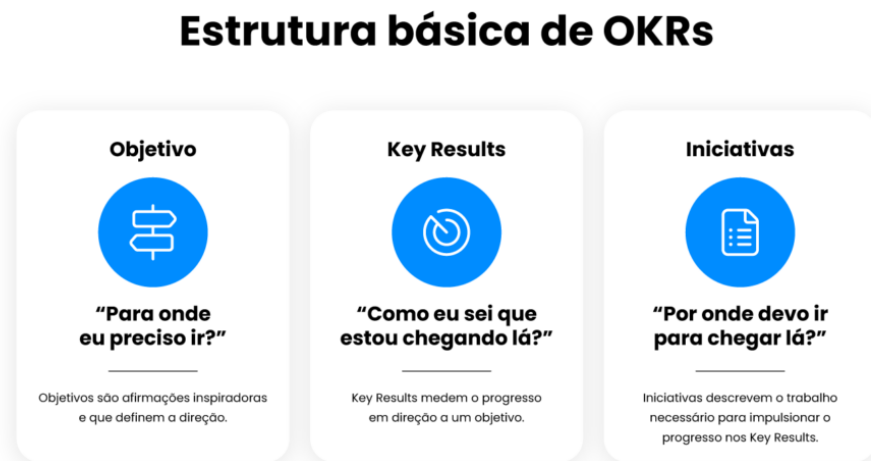 Estrutura básica de OKRs
Objetivo
“Para onde
eu preciso ir?”
Objetivos são afirmações inspiradoras
e que definem a direção.
Key Results
“Como eu sei que
estou chegando lá?”
Key Results medem o progresso
em direção a um objetivo.
Iniciativas
“Por onde devo ir
para chegar lá?”
Iniciativas descrevem o trabalho
necessário para impulsionar o
progresso nos Key Results.